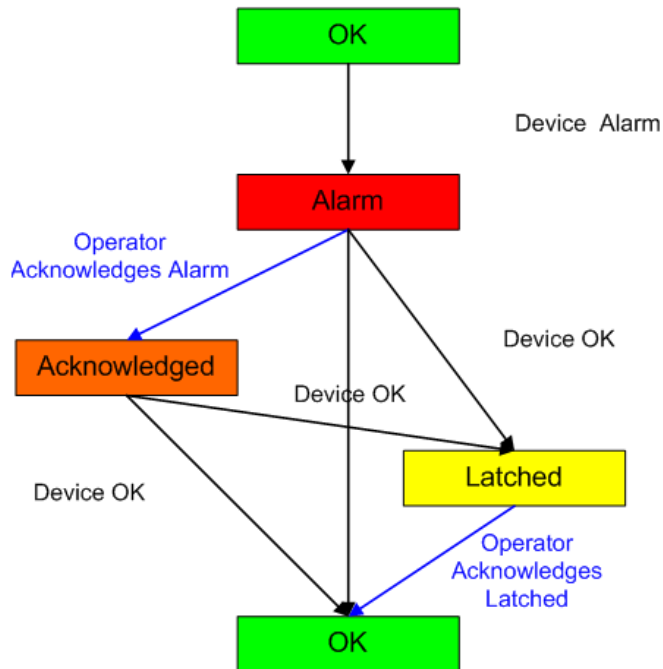 OK
Device Alarm
Alarm
Operator
Acknowledges Alarm
Device OK
Acknowledged
Device OK
Latched
Device OK
Operator
Acknowledges
Latched
OK